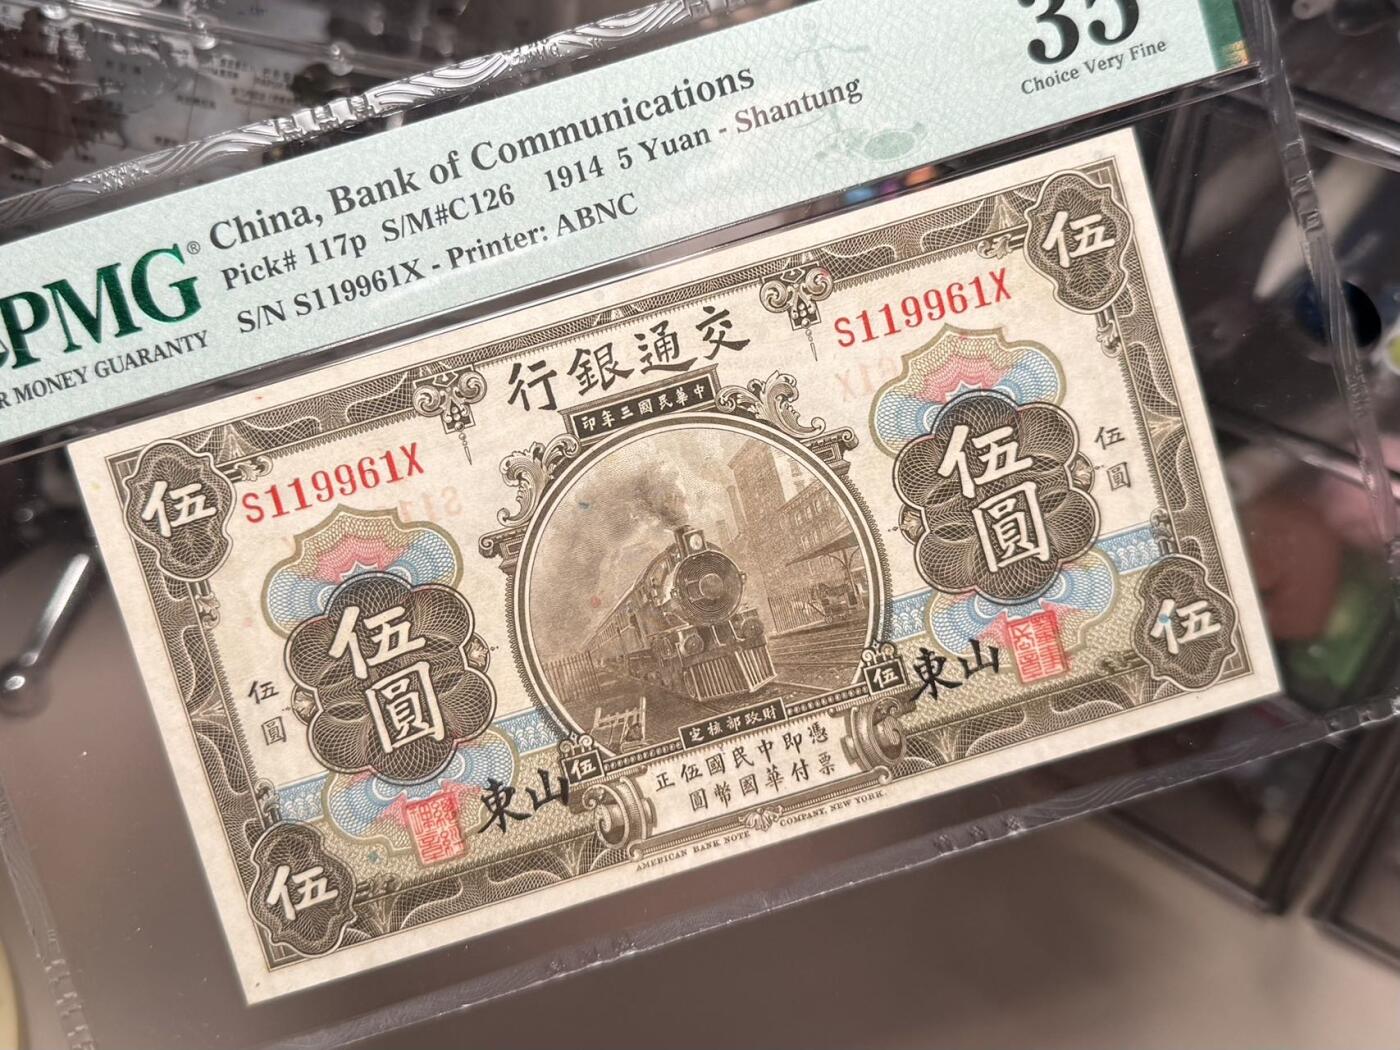 35
Choice Very Fine
PMG®
MONEY GUARANTY
China, Bank of Communications
Pick# 117p S/M#C126 1914 5 Yuan - Shantung
S/N S119961X - Printer: ABNC
行銀通交
印年三國民華中
S119961X
S119961X
伍
伍
伍圓
伍圓
伍圓
伍圓
東山
東山
伍
伍
定核部政財
憑票
即付
中華
民國
國幣
伍圓
正
伍
伍
AMERICAN BANK NOTE COMPANY, NEW YORK.